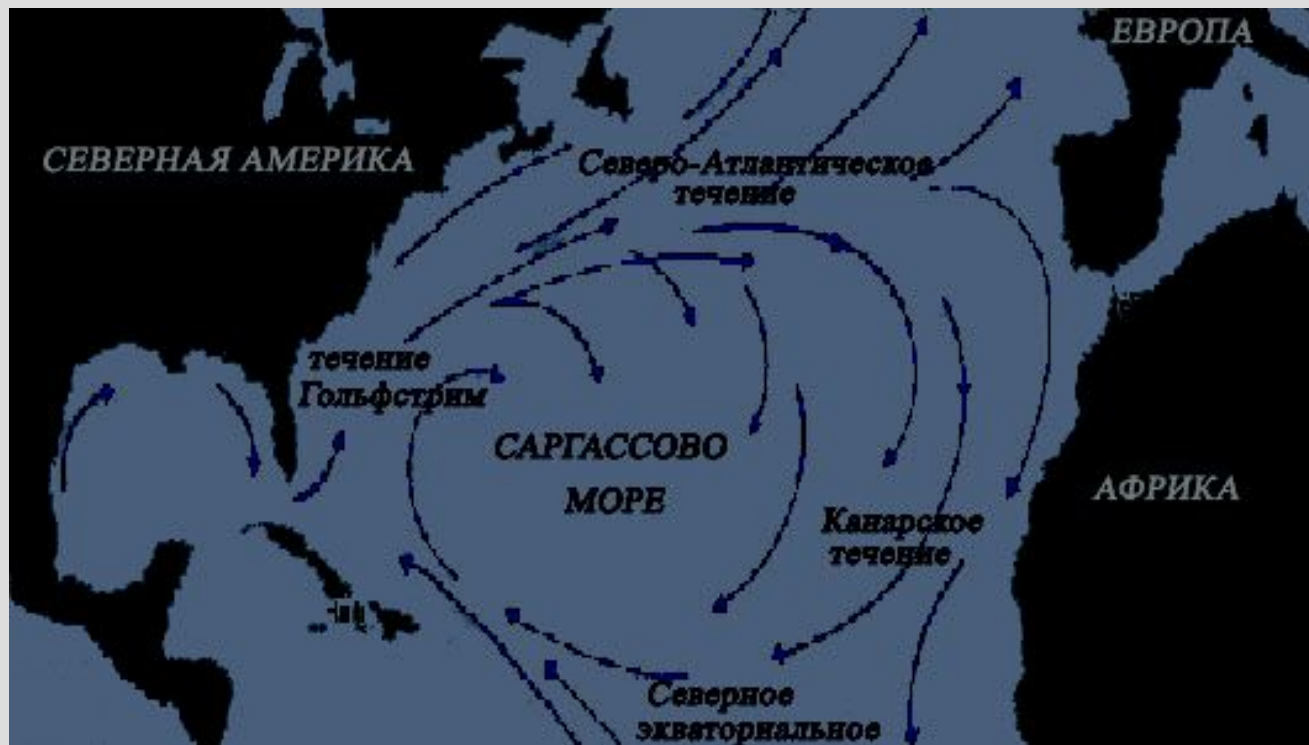 ЕВРОПА
СЕВЕРНАЯ АМЕРИКА
Северо-Атлантическое
течение
течение
Гольфстрим
САРГАССОВО
МОРЕ
АФРИКА
Канарское
течение
Северное
экваториальное